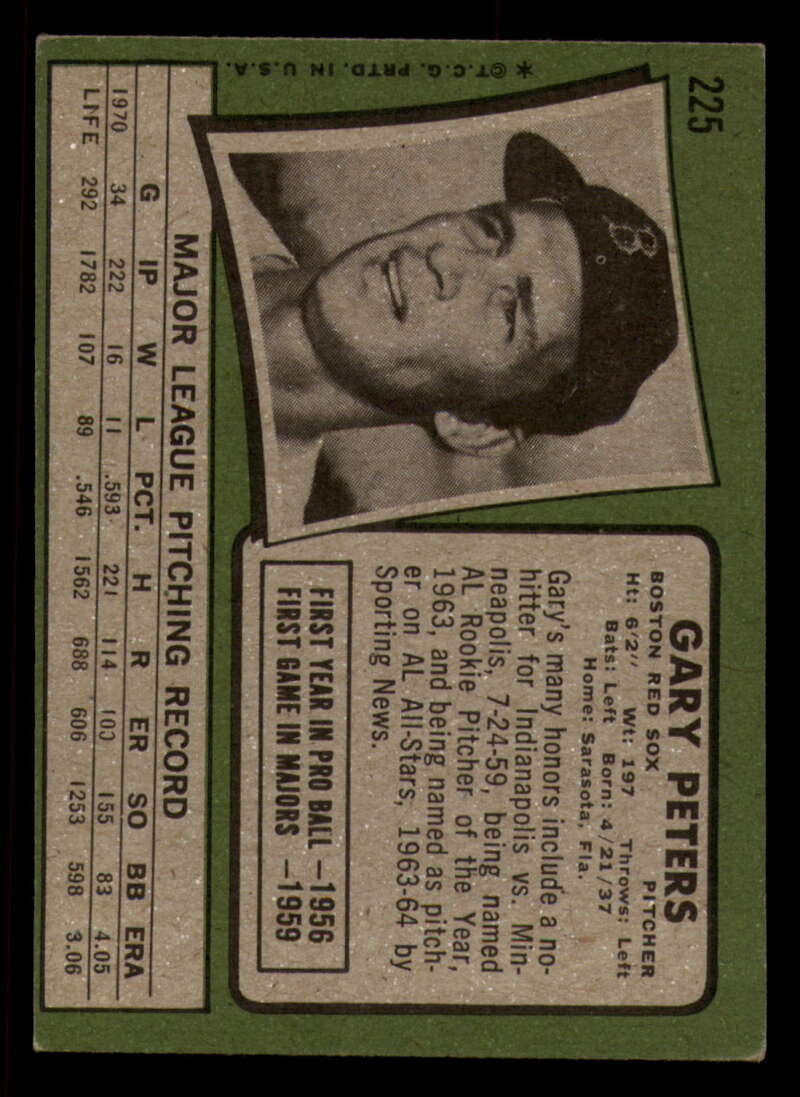 225
GARY PETERS
BOSTON RED SOX PITCHER
Ht: 6'2" Wt: 197 Throws: Left
Bats: Left Born: 4/21/37
Home: Sarasota, Fla.
Gary's many honors include a no-
hitter for Indianapolis vs. Min-
neapolis, 7-24-59, being named
AL Rookie Pitcher of the Year,
1963, and being named as pitch-
er on AL All-Stars, 1963-64 by
Sporting News.
FIRST YEAR IN PRO BALL —1956
FIRST GAME IN MAJORS —1959
B
MAJOR LEAGUE PITCHING RECORD
G IP W L PCT. H R ER SO BB ERA
1970 34 222 16 11 .593 221 114 100 155 83 4.05
LIFE 292 1782 107 89 .546 1562 688 606 1253 598 3.06
* © T.C.G. PRTD. IN U.S.A.